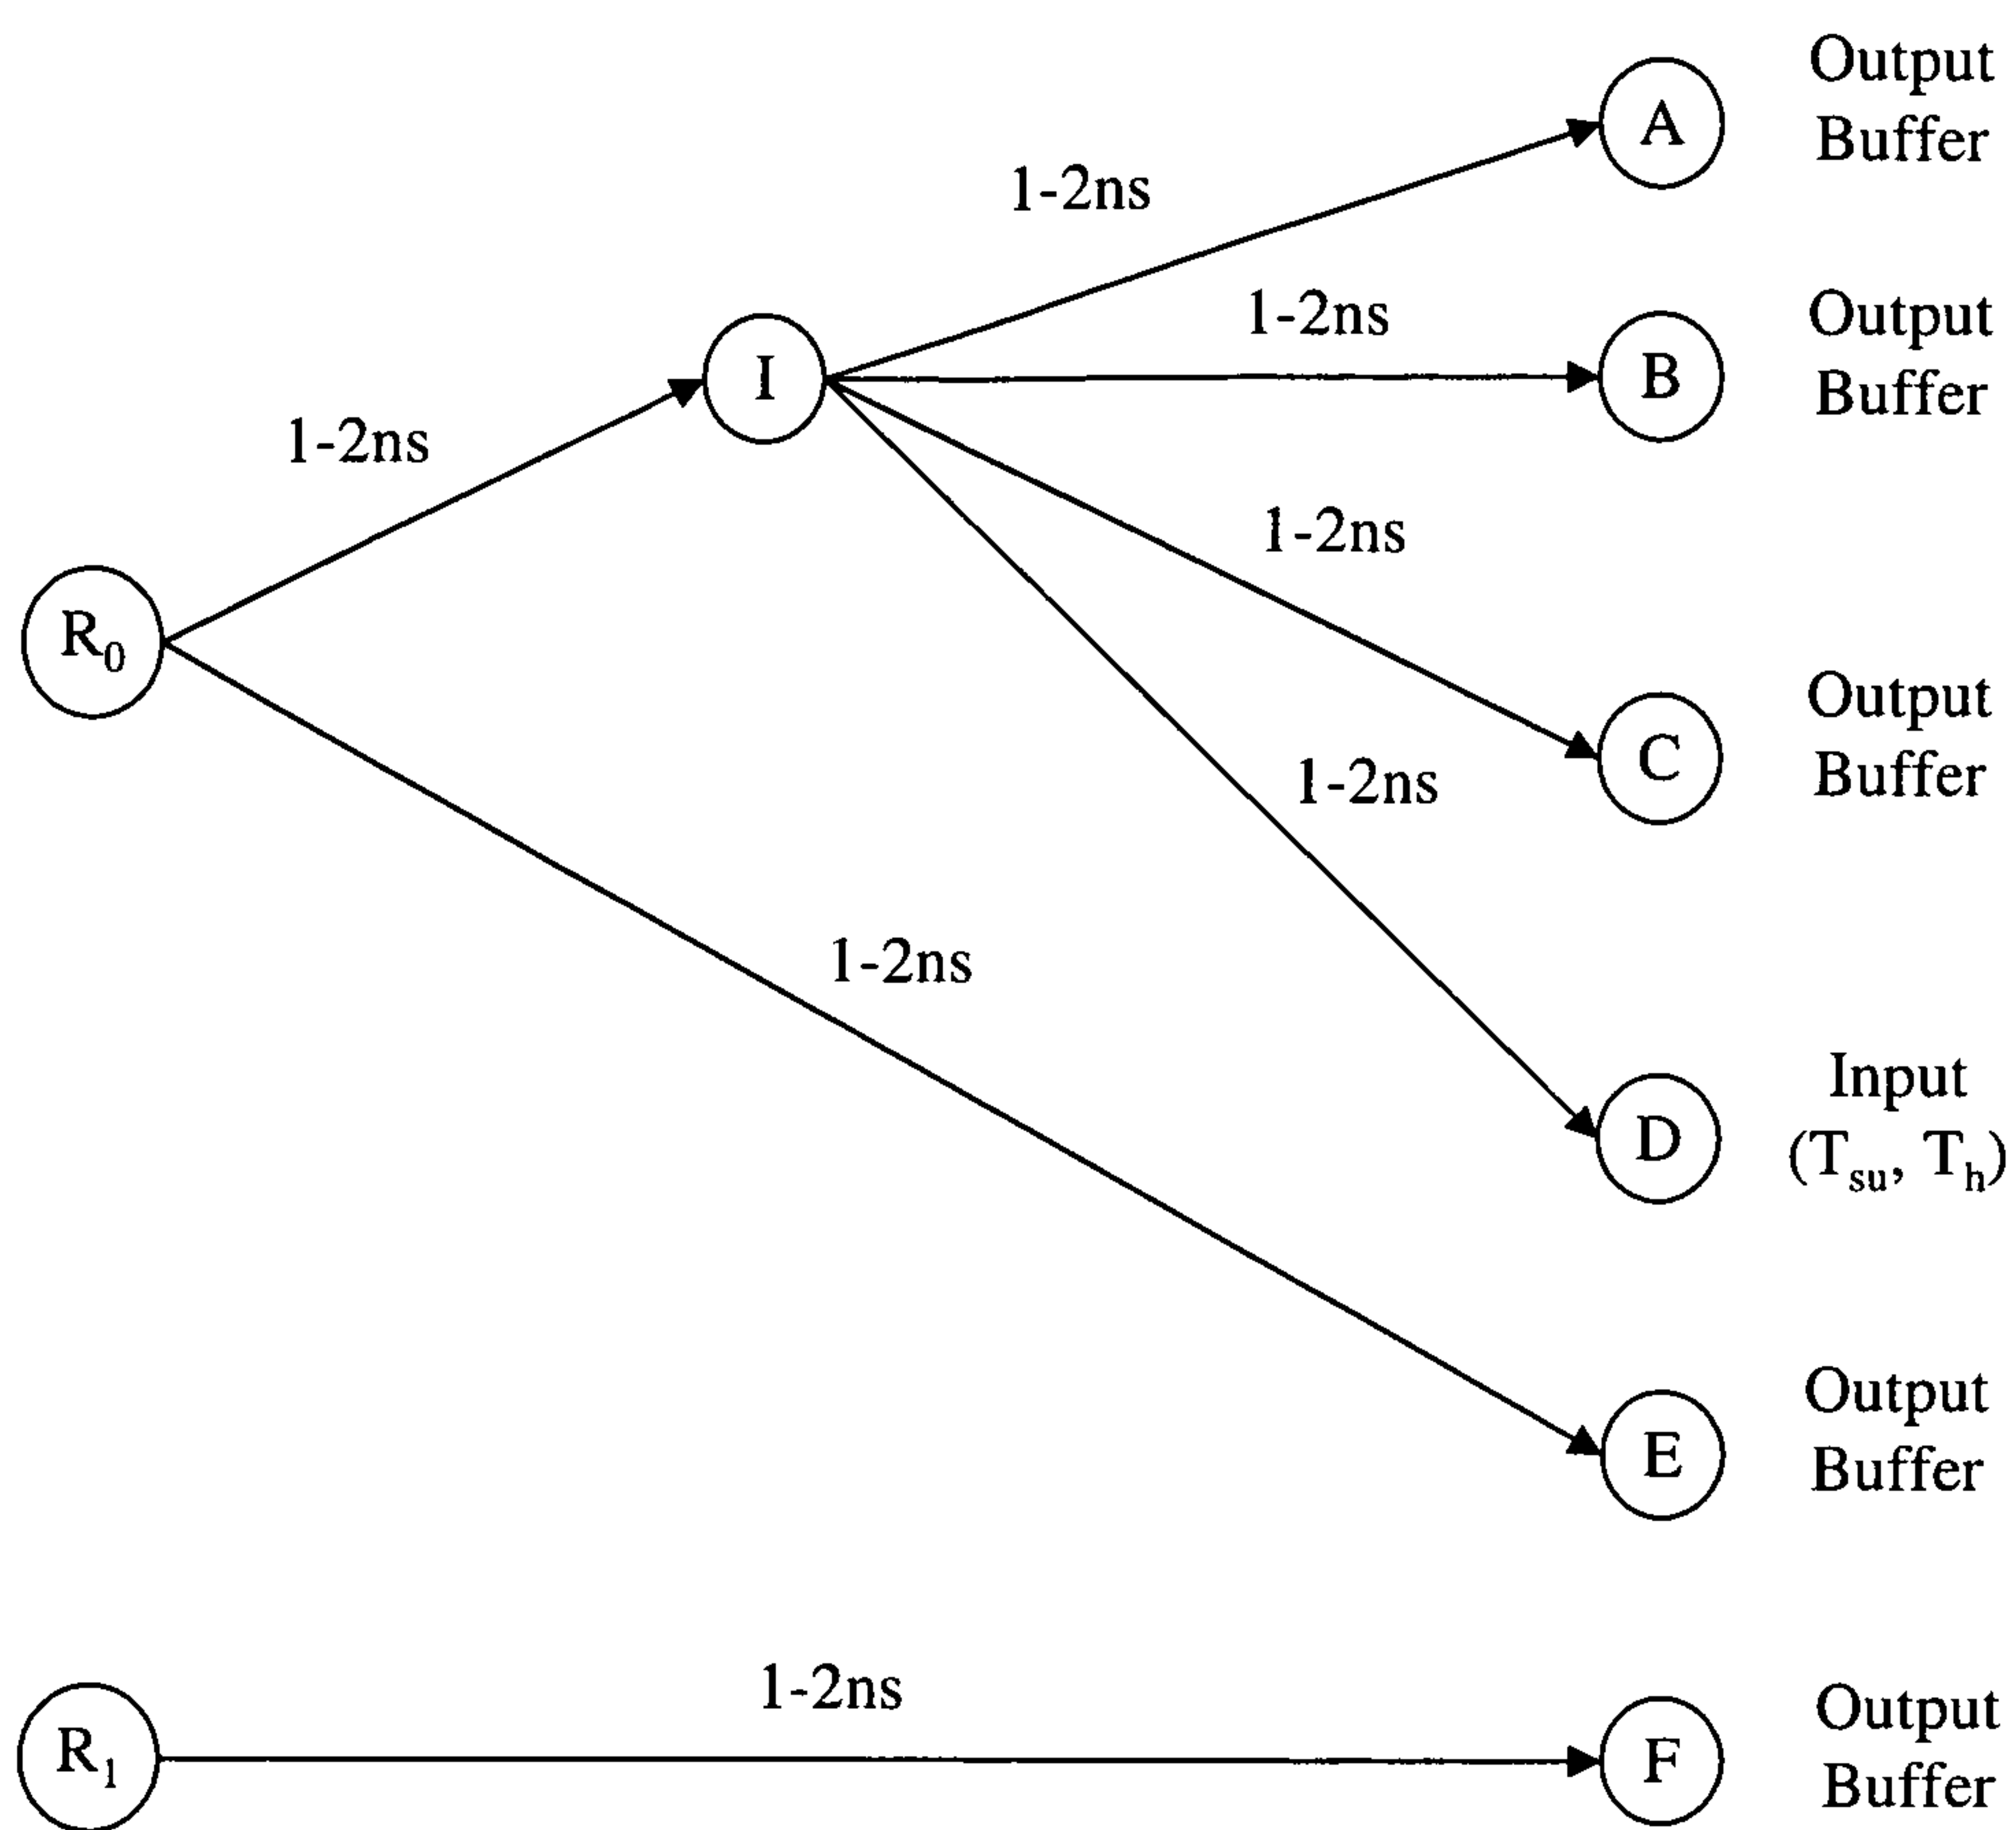 Output
Buffer
A
1-2ns
Output
Buffer
1-2ns
B
I
1-2ns
1-2ns
R₀
Output
Buffer
C
1-2ns
1-2ns
Input
(Tsu, Th)
D
Output
Buffer
E
1-2ns
Output
Buffer
R₁
F